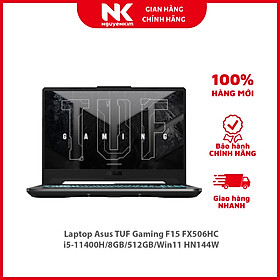 NK
NGUYENKIM
GIAN HÀNG
CHÍNH HÃNG
100%
HÀNG MỚI
TUF
GAMING
Bảo hành
CHÍNH HÃNG
Giao hàng
NHANH
Laptop Asus TUF Gaming F15 FX506HC
i5-11400H/8GB/512GB/Win11 HN144W